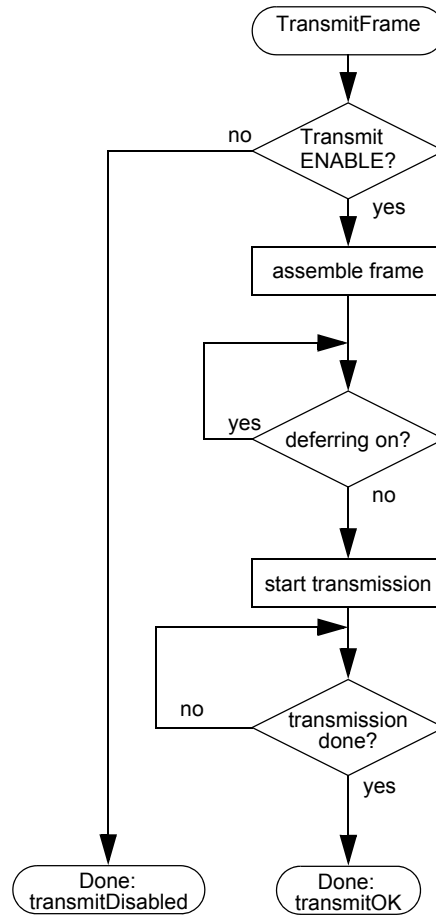 TransmitFrame
no
Transmit
ENABLE?
yes
assemble frame
yes
deferring on?
no
start transmission
no
transmission
done?
yes
Done:
transmitDisabled
Done:
transmitOK